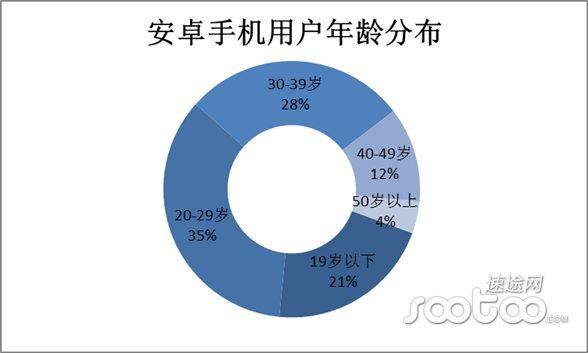 安卓手机用户年龄分布
30-39岁
28%
40-49岁
12%
50岁以上
4%
20-29岁
35%
19岁以下
21%
速途网
sootoo.COM